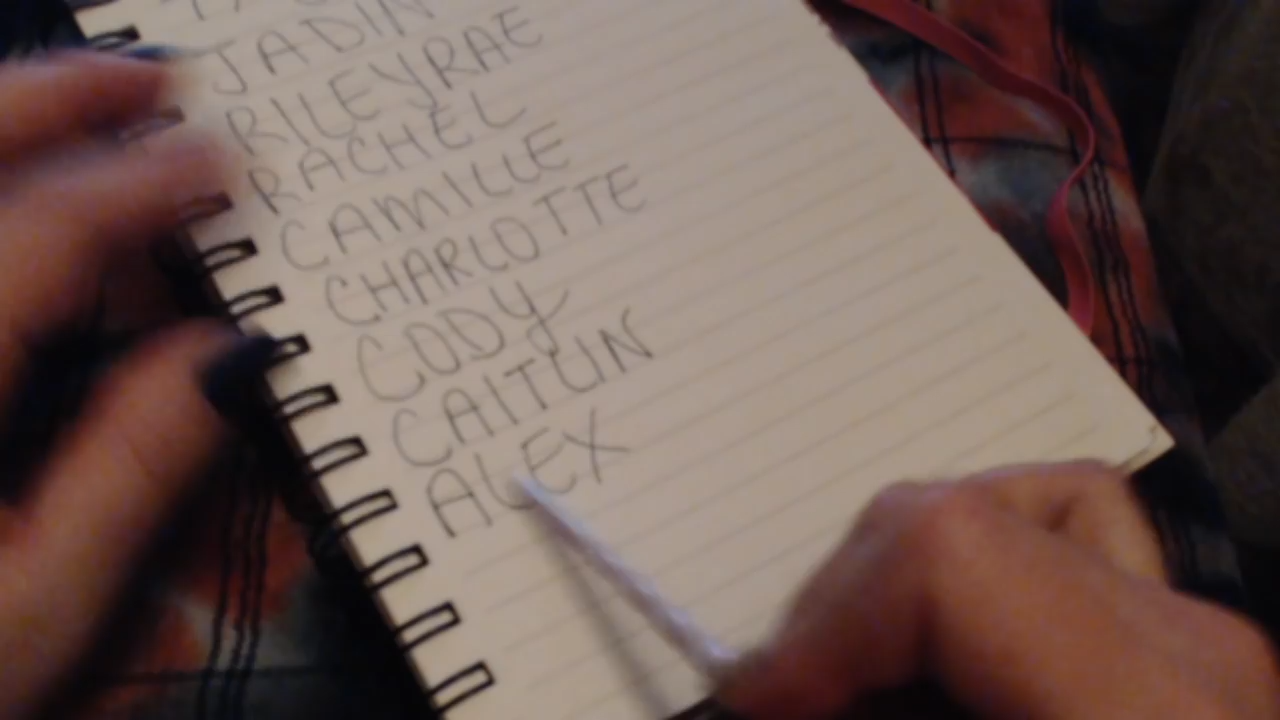 JADIN
RILEYRAE
RACHEL
CAMILLE
CHARLOTTE
CODY
CAITLIN
ALEX